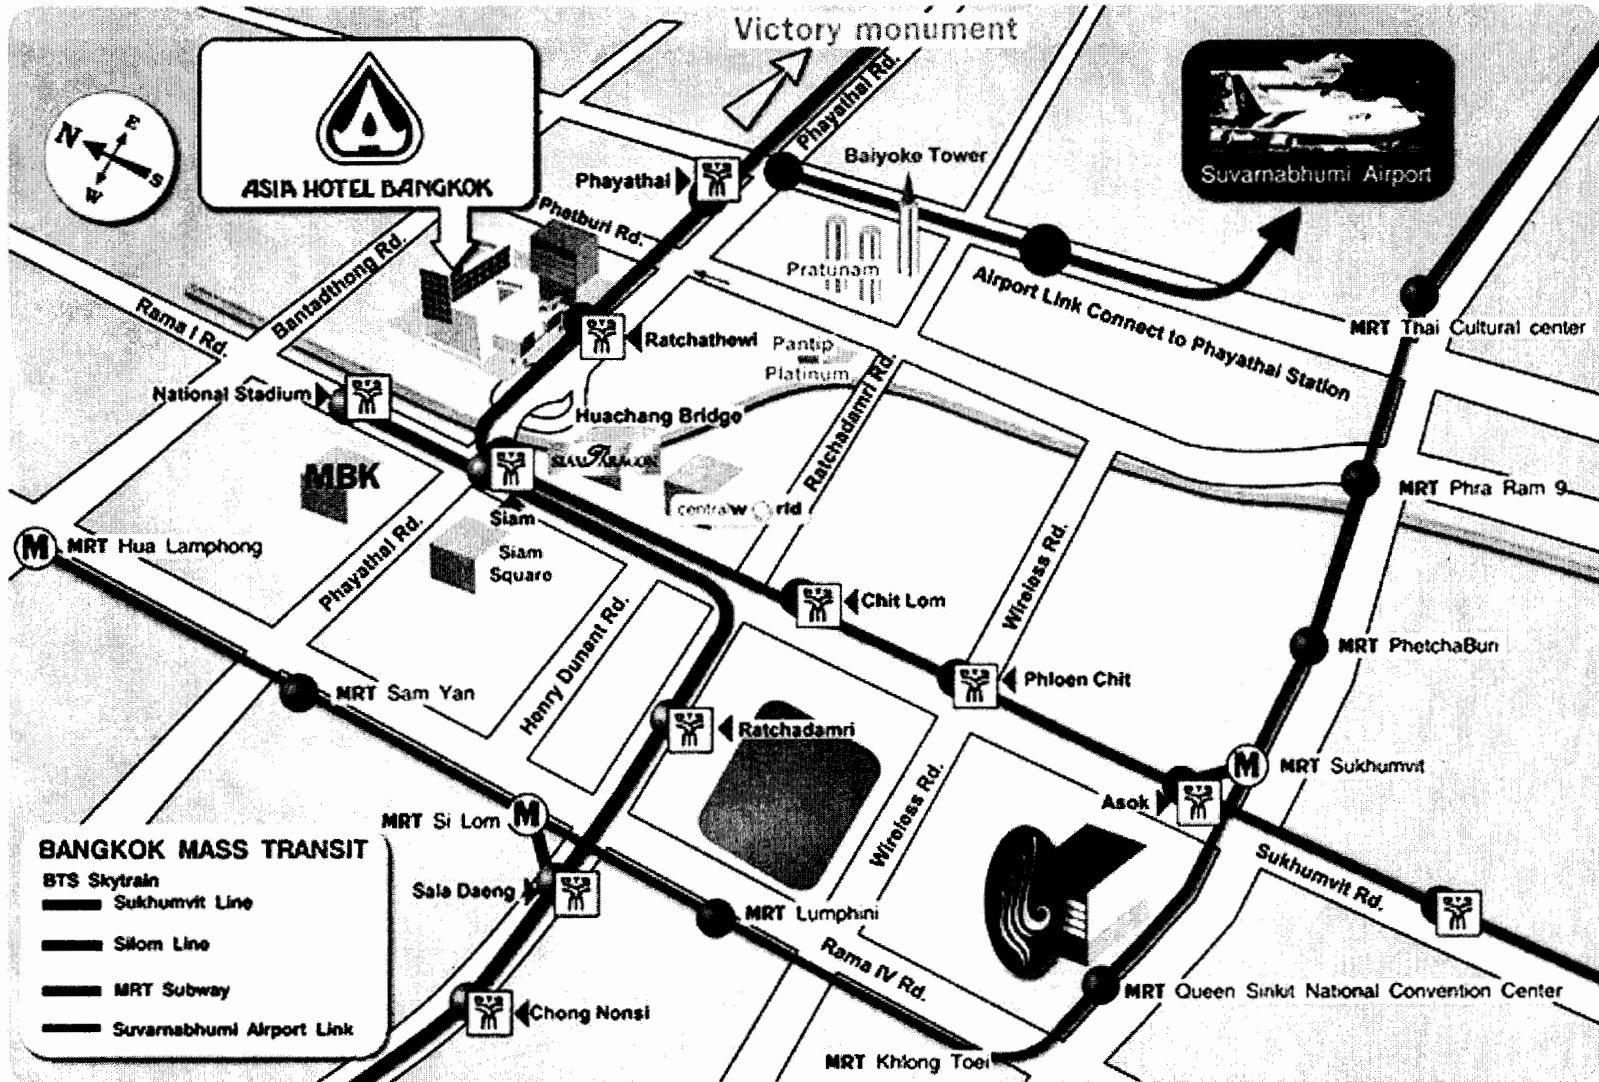 Victory monument
N
E
W
S
ASIA HOTEL BANGKOK
Phayathai Rd.
Suvarnabhumi Airport
Baiyoke Tower
Phayathai
Phetburi Rd.
Bantadthong Rd.
Rama I Rd.
Pratunam
Airport Link Connect to Phayathai Station
MRT Thai Cultural center
Ratchathewi
Pantip
Platinum
Ratchadamri Rd.
National Stadium
Huachang Bridge
SIAM PARAGON
MBK
centralw rld
MRT Phra Ram 9
Siam
Siam
Square
MRT Hua Lamphong
Phayathai Rd.
Wireless Rd.
Chit Lom
Henry Dunant Rd.
MRT PhetchaBuri
Phloen Chit
MRT Sam Yan
Ratchadamri
M
MRT Sukhumvit
Asok
Wireless Rd.
MRT Si Lom
M
M
Sukhumvit Rd.
Sala Daeng
MRT Lumphini
Rama IV Rd.
MRT Queen Sirikit National Convention Center
Chong Nonsi
MRT Khlong Toei
BANGKOK MASS TRANSIT
BTS Skytrain
Sukhumvit Line
Silom Line
MRT Subway
Suvarnabhumi Airport Link